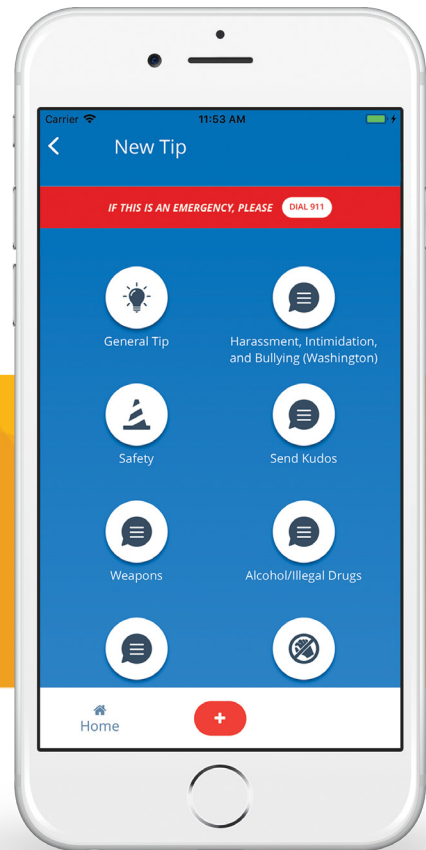 Carrier 11:53 AM
New Tip
IF THIS IS AN EMERGENCY, PLEASE DIAL 911
General Tip
Harassment, Intimidation,
and Bullying (Washington)
Safety
Send Kudos
Weapons
Alcohol/Illegal Drugs
Home
+